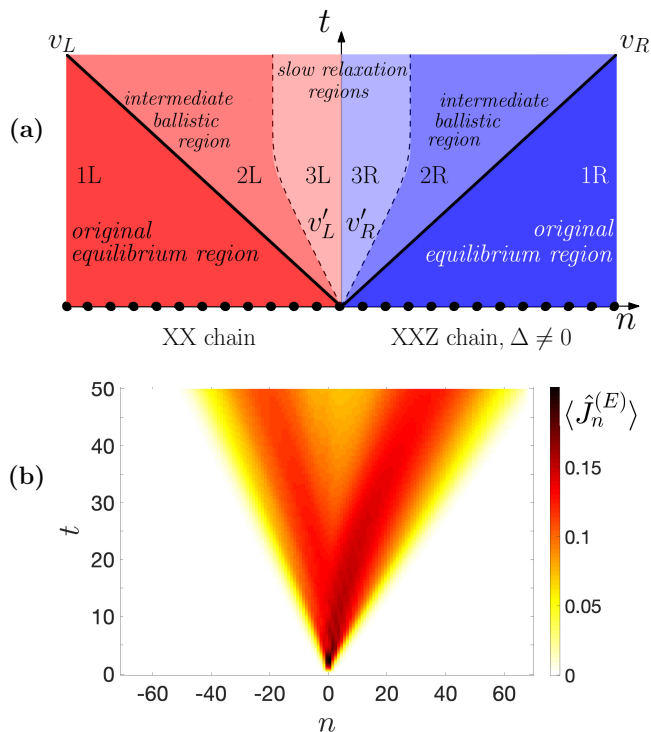 t
v_L
v_R
slow relaxation
regions
intermediate
ballistic
region
intermediate
ballistic
region
(a)
1L
2L
3L
3R
2R
1R
v'_L
v'_R
original
equilibrium region
original
equilibrium region
n
XX chain
XXZ chain, Δ ≠ 0
(b)
50
40
30
20
10
0
t
-60
-40
-20
0
20
40
60
n
⟨Ĵ_n^{(E)}⟩
0.15
0.1
0.05
0